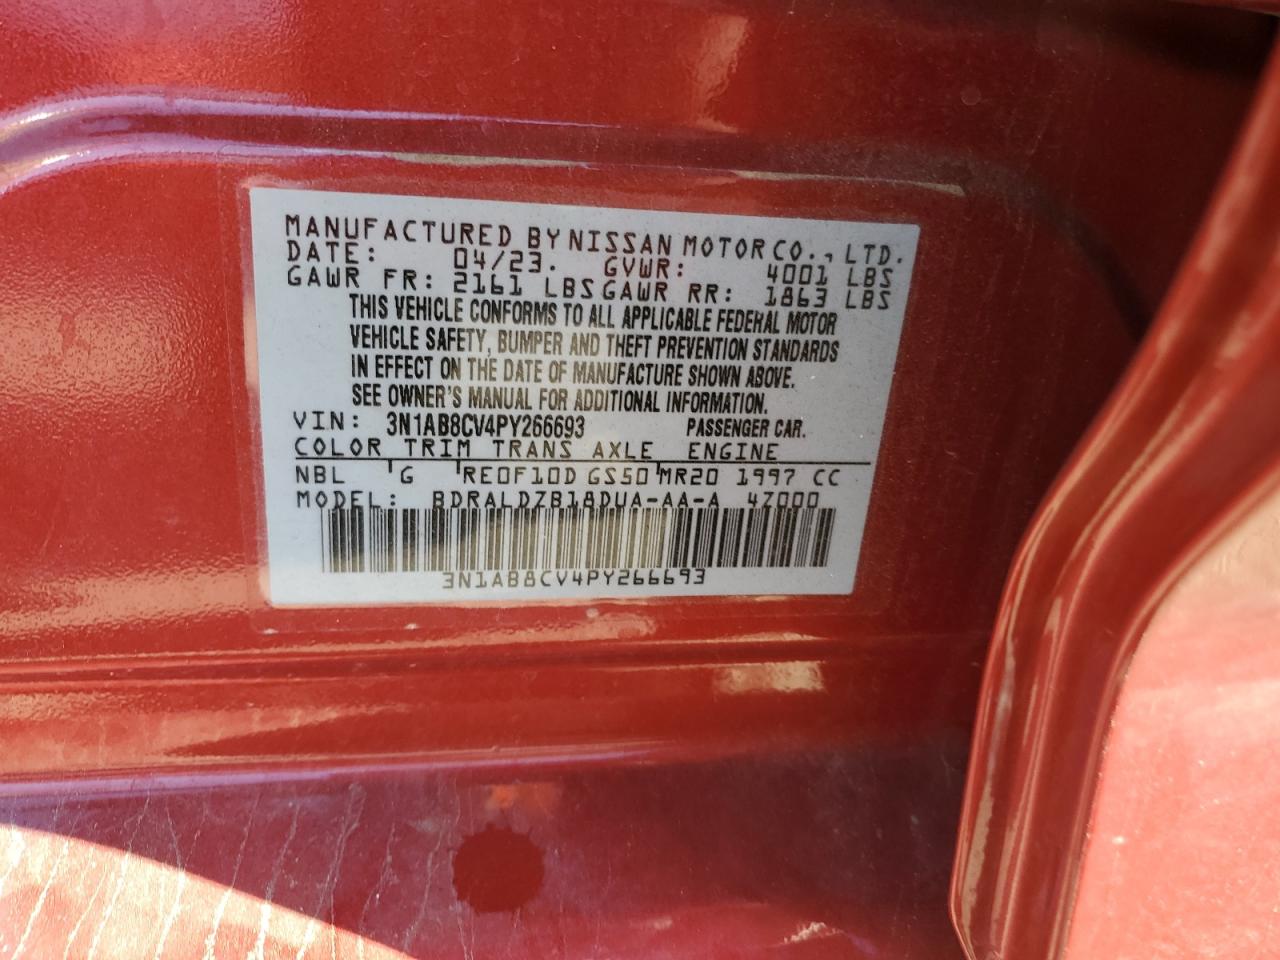 MANUFACTURED BY NISSAN MOTOR CO., LTD.
DATE: 04/23. GVWR: 4001 LBS
GAWR FR: 2161 LBS GAWR RR: 1863 LBS
THIS VEHICLE CONFORMS TO ALL APPLICABLE FEDERAL MOTOR
VEHICLE SAFETY, BUMPER AND THEFT PREVENTION STANDARDS
IN EFFECT ON THE DATE OF MANUFACTURE SHOWN ABOVE.
SEE OWNER'S MANUAL FOR ADDITIONAL INFORMATION.
VIN: 3N1AB8CV4PY266693 PASSENGER CAR.
COLOR TRIM TRANS AXLE ENGINE
NBL G RE0F10D GS50 MR20 1997 CC
MODEL: BDRALDZB18DUA-AA-A 4Z000
3N1AB8CV4PY266693